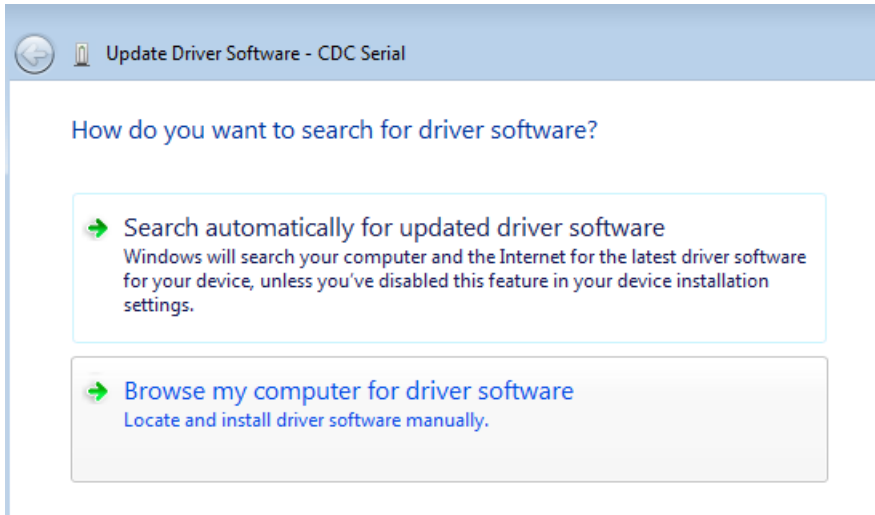 Update Driver Software - CDC Serial
How do you want to search for driver software?
Search automatically for updated driver software
Windows will search your computer and the Internet for the latest driver software
for your device, unless you've disabled this feature in your device installation
settings.
Browse my computer for driver software
Locate and install driver software manually.